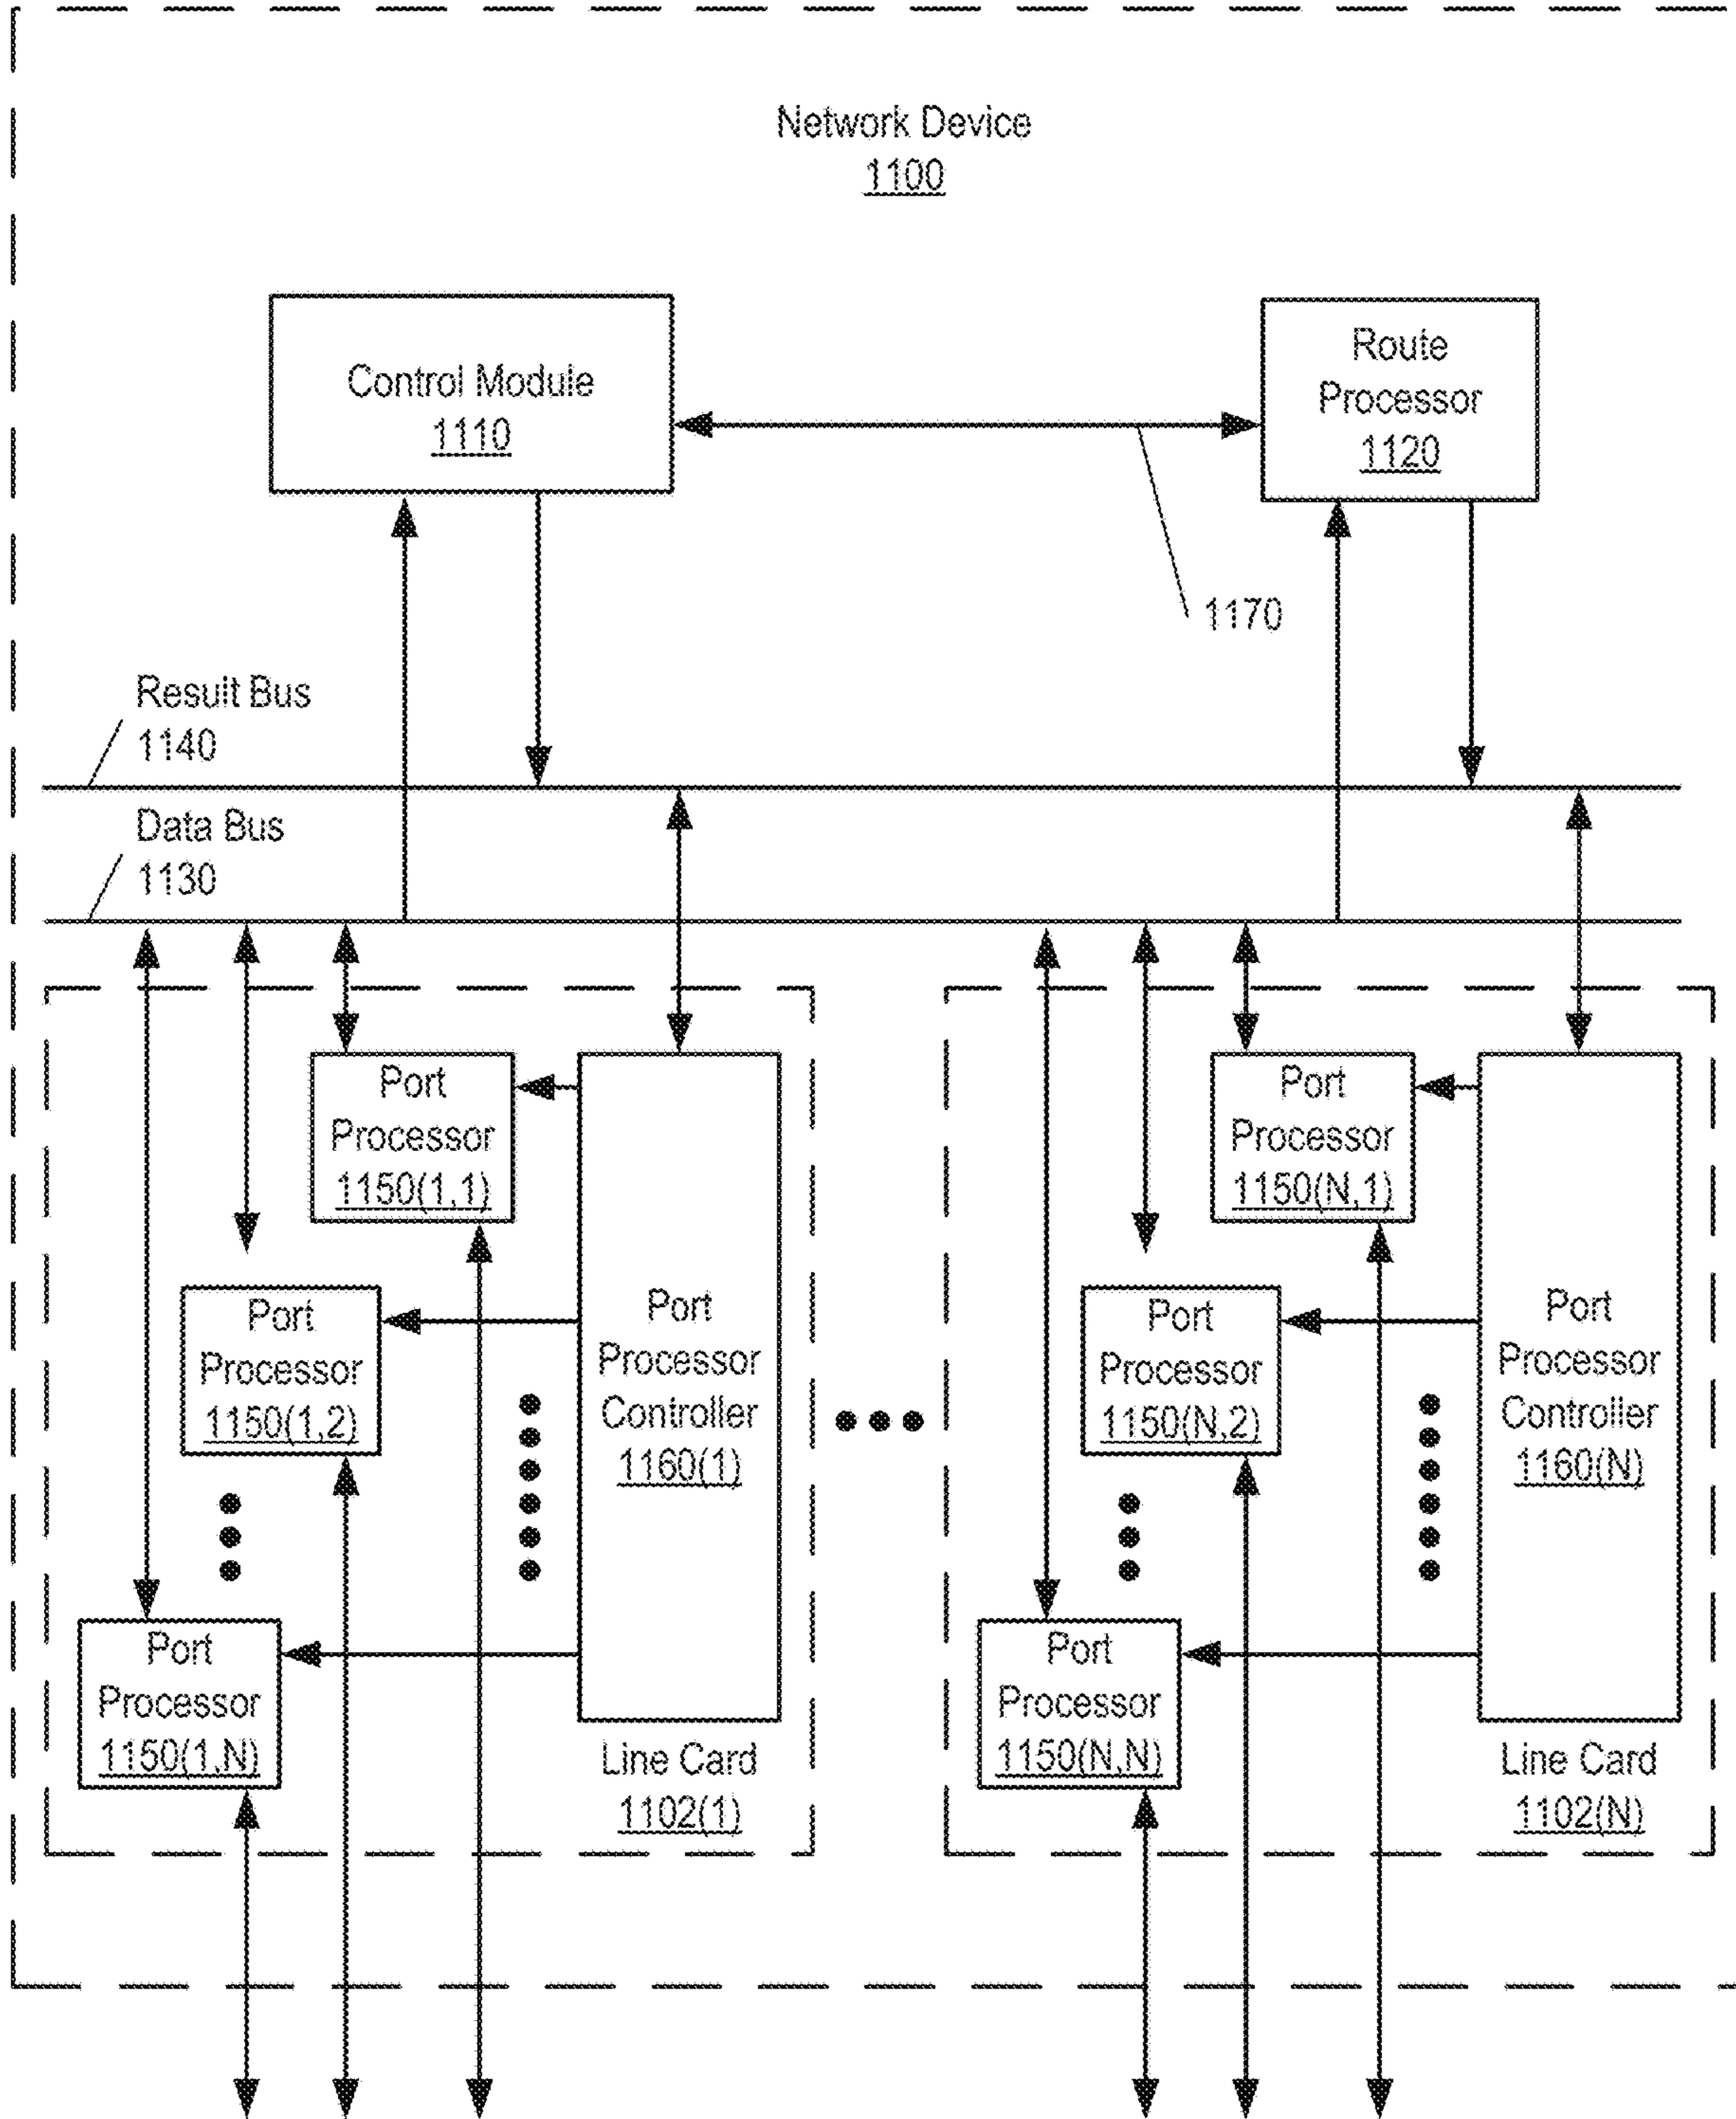 Network Device
1100
Control Module
1110
Route
Processor
1120
1170
Result Bus
1140
Data Bus
1130
Port
Processor
1150(1,1)
Port
Processor
1150(1,2)
Port
Processor
1150(1,N)
Port
Processor
Controller
1160(1)
Line Card
1102(1)
Port
Processor
1150(N,1)
Port
Processor
1150(N,2)
Port
Processor
1150(N,N)
Port
Processor
Controller
1160(N)
Line Card
1102(N)